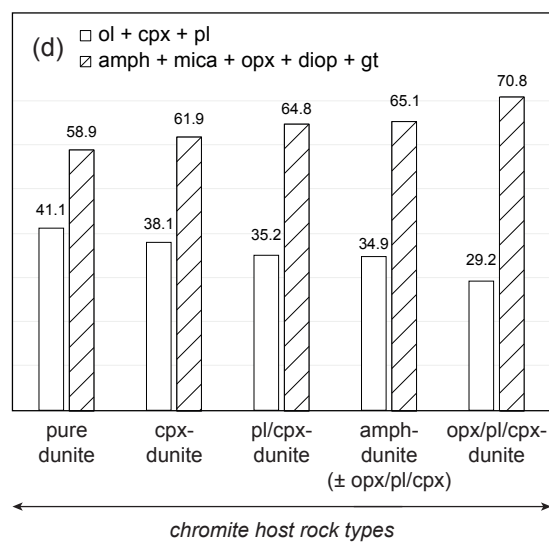 (d)
ol + cpx + pl
amph + mica + opx + diop + gt
41.1
58.9
38.1
61.9
35.2
64.8
34.9
65.1
29.2
70.8
pure
dunite
cpx-
dunite
pl/cpx-
dunite
amph-
dunite
(± opx/pl/cpx)
opx/pl/cpx-
dunite
chromite host rock types